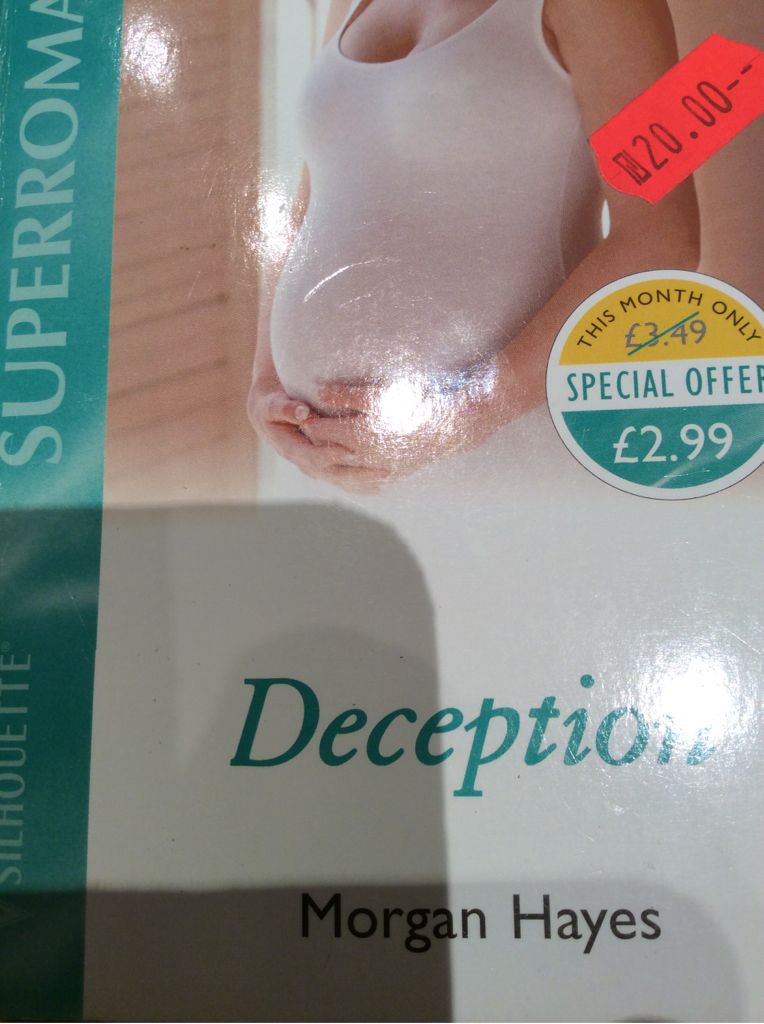 SUPERROMA
SILHOUETTE®
₪20.00--
THIS MONTH ONLY
£3.49
SPECIAL OFFER
£2.99
Deception
Morgan Hayes